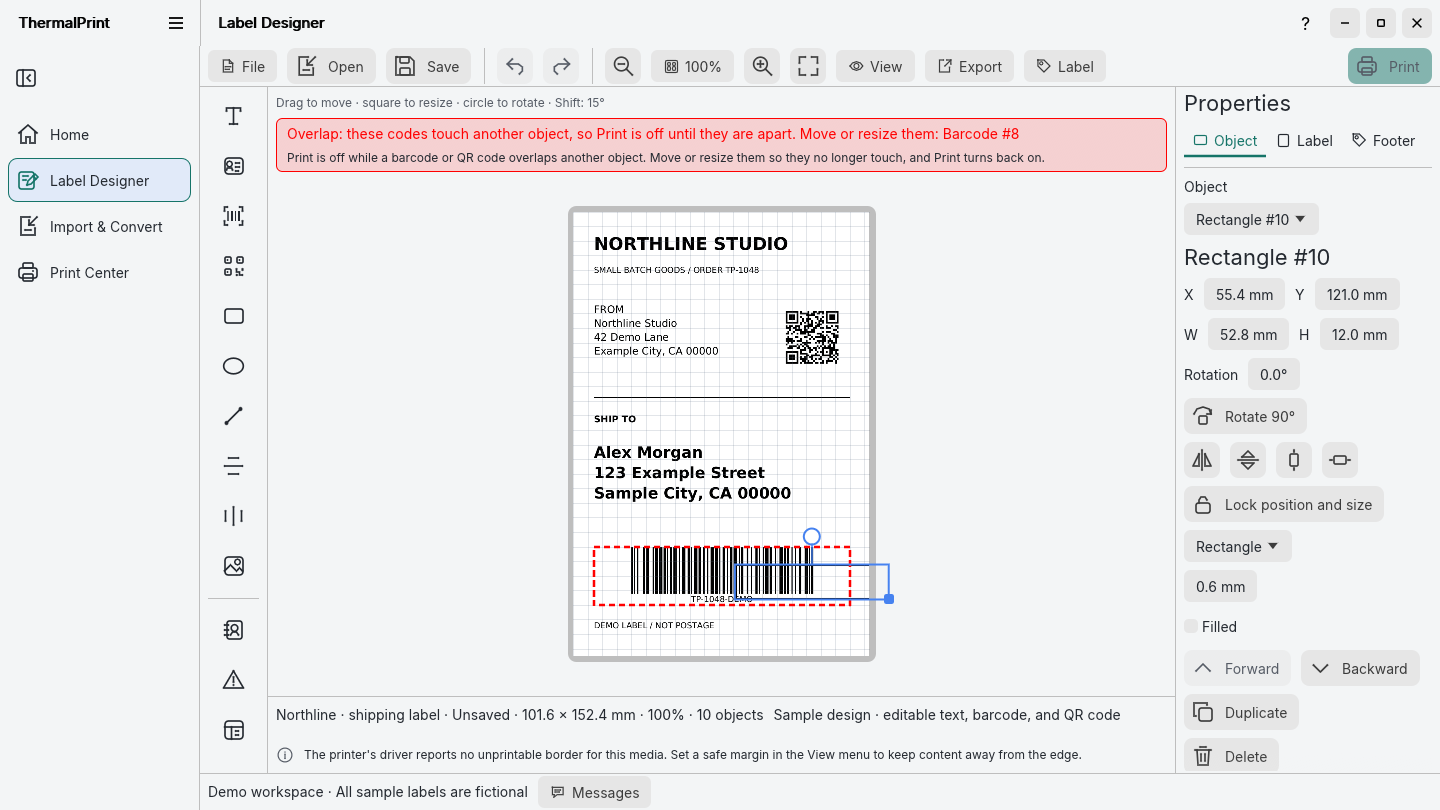 ThermalPrint
Label Designer
?
File
Open
Save
100%
View
Export
Label
Print
Home
Label Designer
Import & Convert
Print Center
Drag to move · square to resize · circle to rotate · Shift: 15°
Overlap: these codes touch another object, so Print is off until they are apart. Move or resize them: Barcode #8
Print is off while a barcode or QR code overlaps another object. Move or resize them so they no longer touch, and Print turns back on.
NORTHLINE STUDIO
SMALL BATCH GOODS / ORDER TP-1048
FROM
Northline Studio
42 Demo Lane
Example City, CA 00000
SHIP TO
Alex Morgan
123 Example Street
Sample City, CA 00000
TP-1048-DEMO
DEMO LABEL / NOT POSTAGE
Northline · shipping label · Unsaved · 101.6 × 152.4 mm · 100% · 10 objects Sample design · editable text, barcode, and QR code
The printer's driver reports no unprintable border for this media. Set a safe margin in the View menu to keep content away from the edge.
Properties
Object
Label
Footer
Object
Rectangle #10
Rectangle #10
X 55.4 mm Y 121.0 mm
W 52.8 mm H 12.0 mm
Rotation 0.0°
Rotate 90°
Lock position and size
Rectangle
0.6 mm
Filled
Forward
Backward
Duplicate
Delete
Demo workspace · All sample labels are fictional
Messages